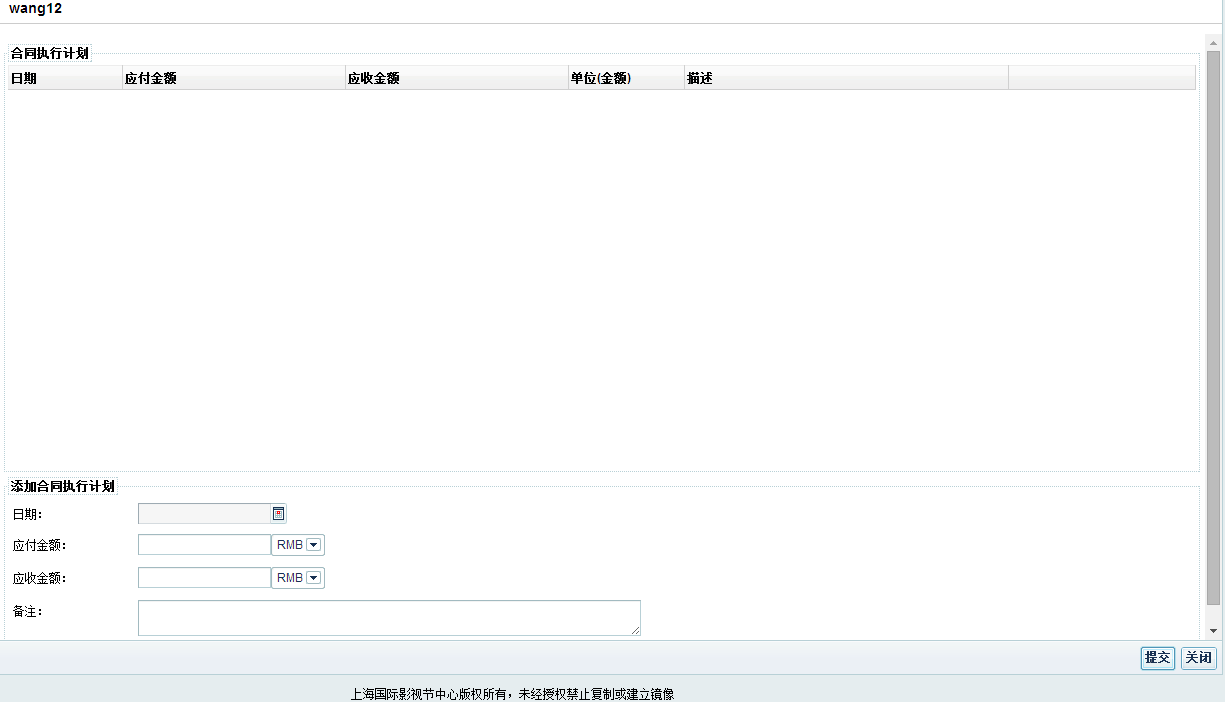 wang12
合同执行计划
日期 应付金额 应收金额 单位(金额) 描述
添加合同执行计划
日期:
应付金额: RMB
应收金额: RMB
备注:
提交 关闭
上海国际影视节中心版权所有，未经授权禁止复制或建立镜像